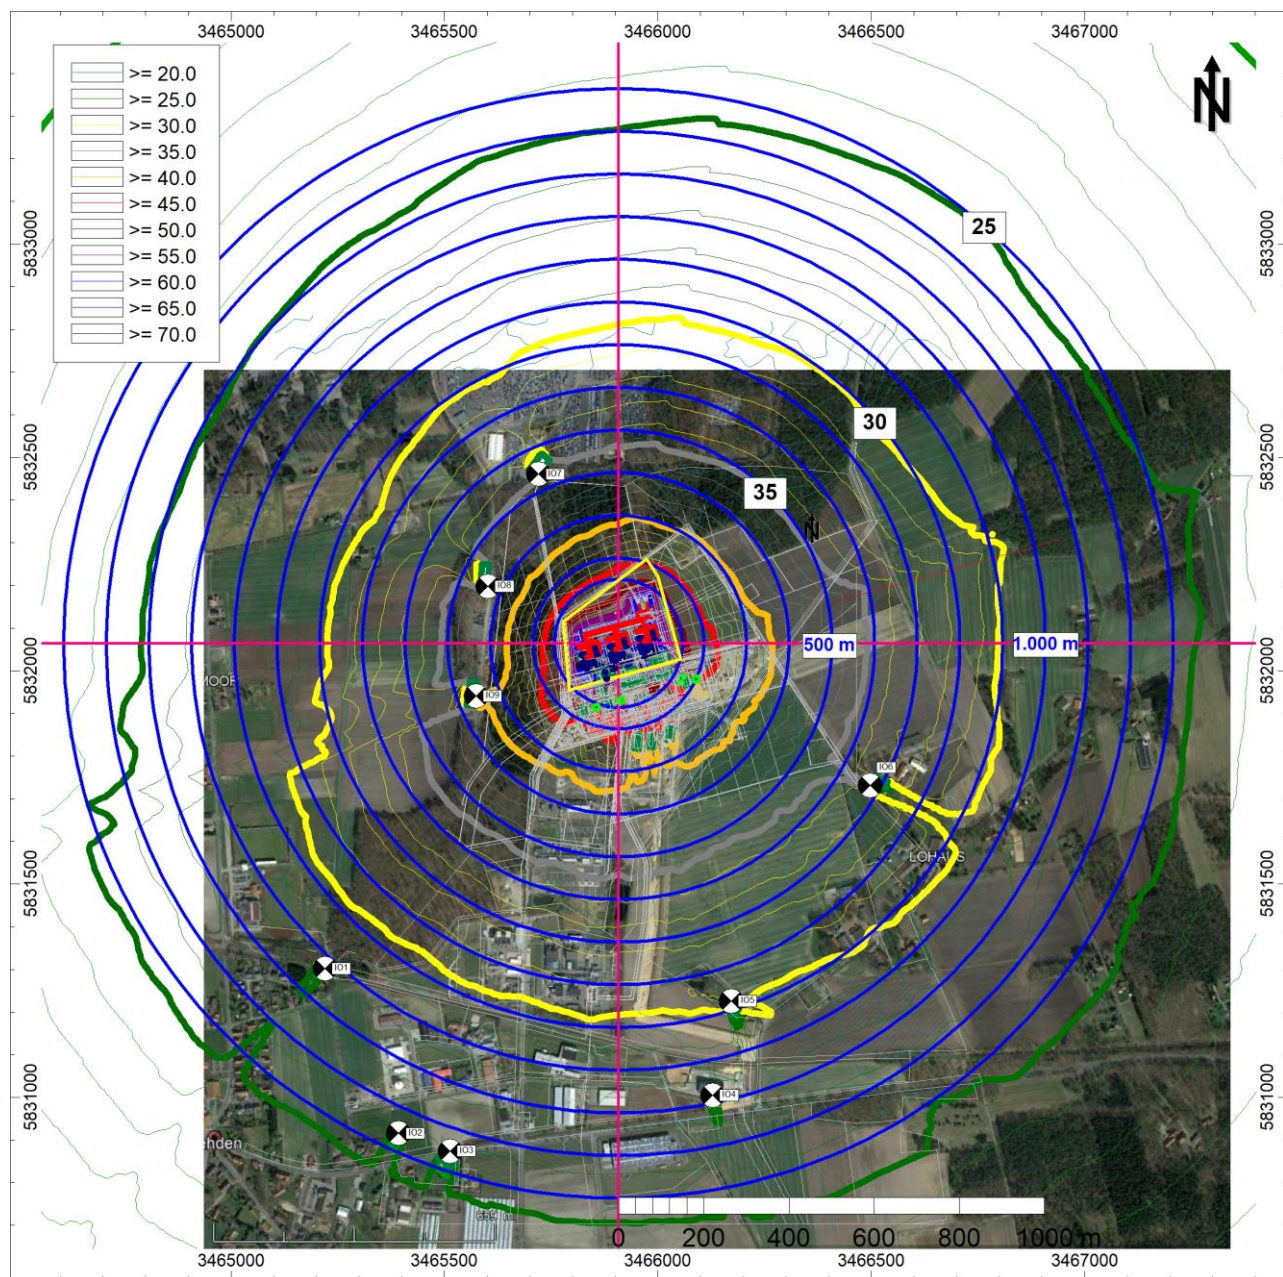 3465000 3465500 3466000 3466500 3467000
>= 20.0
>= 25.0
>= 30.0
>= 35.0
>= 40.0
>= 45.0
>= 50.0
>= 55.0
>= 60.0
>= 65.0
>= 70.0
N
25
5833000 5833000
30
5832500 5832500
35
IO7
N
IO8
5832000 500 m 1.000 m 5832000
MOOR
IO9
IO6
LOHAUS
5831500 5831500
IO1
IO5
5831000 IO4 5831000
IO2
hden
IO3
659 m
0 200 400 600 800 1000 m
3465000 3465500 3466000 3466500 3467000